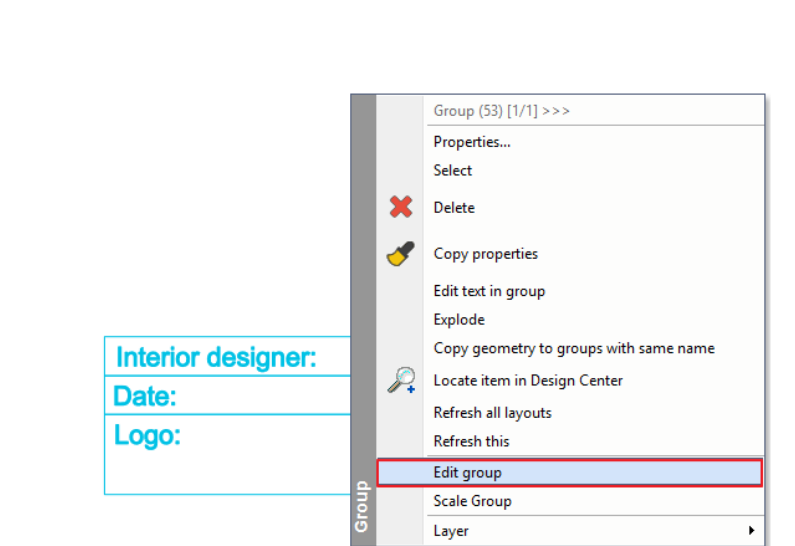 Group (53) [1/1] >>>
Properties...
Select
Delete
Copy properties
Edit text in group
Explode
Copy geometry to groups with same name
Locate item in Design Center
Refresh all layouts
Refresh this
Edit group
Scale Group
Layer
Group
Interior designer:
Date:
Logo: